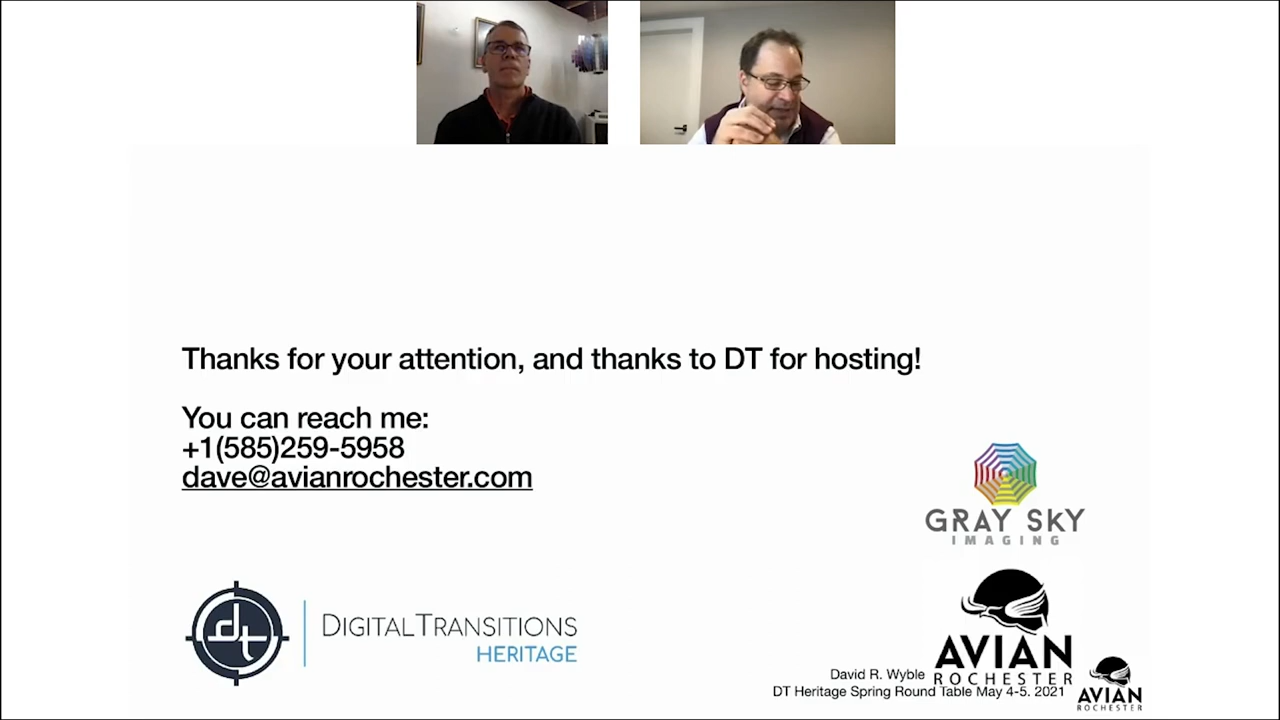 Thanks for your attention, and thanks to DT for hosting!
You can reach me:
+1(585)259-5958
dave@avianrochester.com
GRAY SKY
IMAGING
dt
DIGITALTRANSITIONS
HERITAGE
AVIAN
ROCHESTER
David R. Wyble
DT Heritage Spring Round Table May 4-5. 2021
AVIAN
ROCHESTER